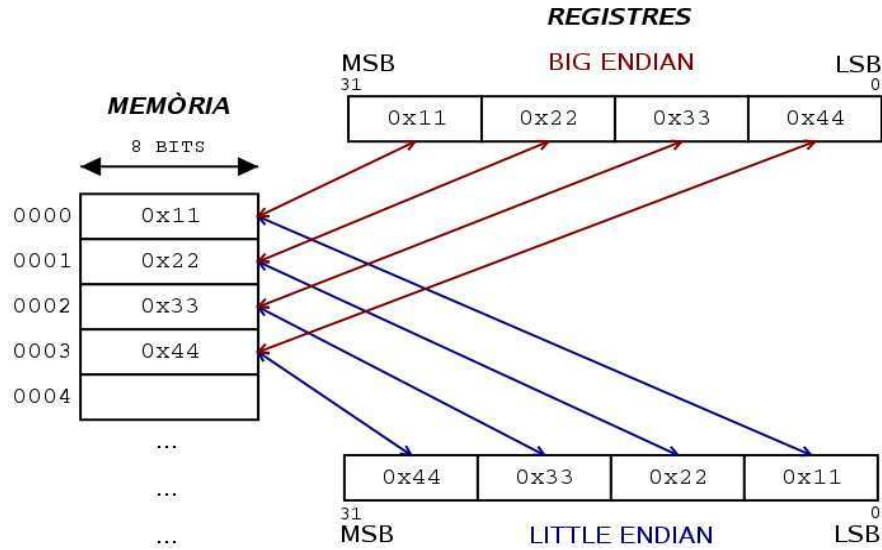 REGISTRES
MSB BIG ENDIAN LSB
31 0
0x11 0x22 0x33 0x44
MEMÒRIA
8 BITS
0000 0x11
0001 0x22
0002 0x33
0003 0x44
0004
...
...
...
0x44 0x33 0x22 0x11
31 0
MSB LITTLE ENDIAN LSB